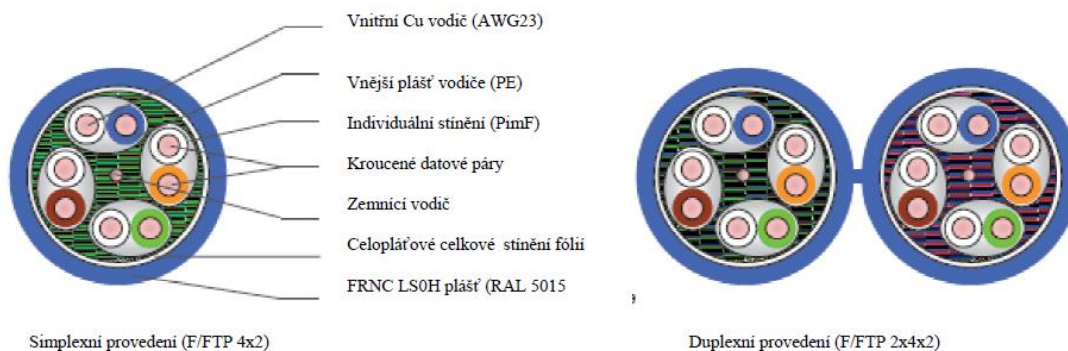 Vnitřní Cu vodič (AWG23)
Vnější plášť vodiče (PE)
Individuální stínění (PimF)
Kroucené datové páry
Zemnící vodič
Celopláťové celkové stínění fólií
FRNC LS0H plášť (RAL 5015
Simplexní provedení (F/FTP 4x2)
Duplexní provedení (F/FTP 2x4x2)